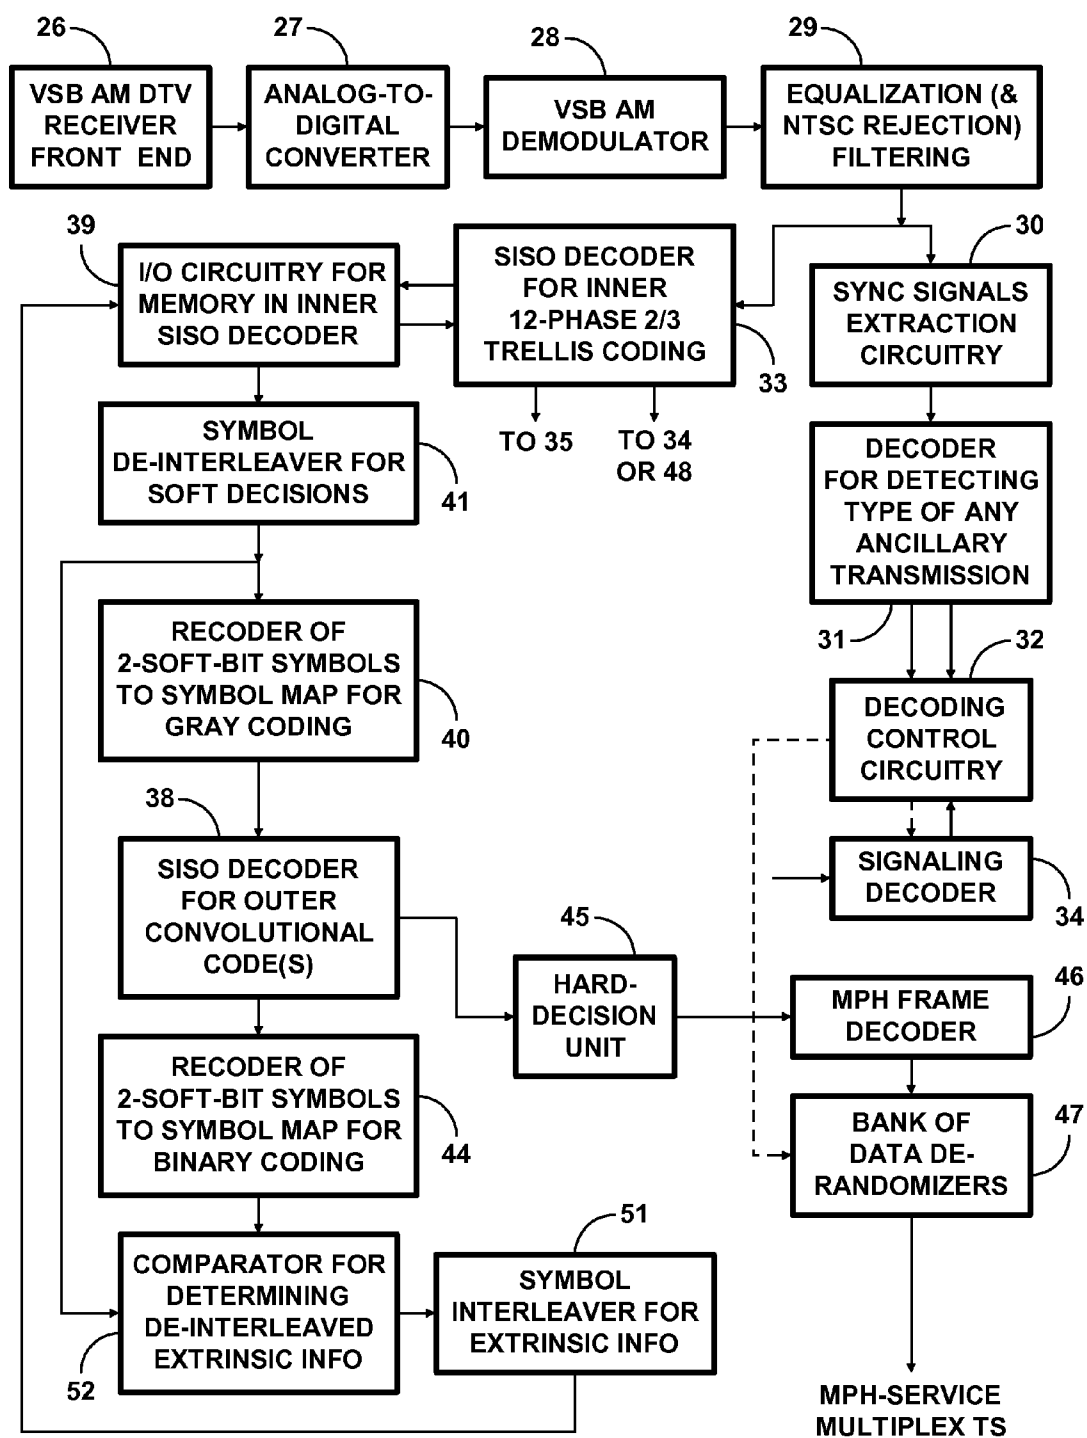 26
27
28
29
VSB AM DTV
RECEIVER
FRONT END
ANALOG-TO-
DIGITAL
CONVERTER
VSB AM
DEMODULATOR
EQUALIZATION (&
NTSC REJECTION)
FILTERING
39
I/O CIRCUITRY FOR
MEMORY IN INNER
SISO DECODER
SISO DECODER
FOR INNER
12-PHASE 2/3
TRELLIS CODING
33
30
SYNC SIGNALS
EXTRACTION
CIRCUITRY
TO 35
TO 34
OR 48
SYMBOL
DE-INTERLEAVER FOR
SOFT DECISIONS
41
DECODER
FOR DETECTING
TYPE OF ANY
ANCILLARY
TRANSMISSION
31
32
RECODER OF
2-SOFT-BIT SYMBOLS
TO SYMBOL MAP FOR
GRAY CODING
40
DECODING
CONTROL
CIRCUITRY
38
SISO DECODER
FOR OUTER
CONVOLUTIONAL
CODE(S)
SIGNALING
DECODER
34
45
HARD-
DECISION
UNIT
46
MPH FRAME
DECODER
RECODER OF
2-SOFT-BIT SYMBOLS
TO SYMBOL MAP FOR
BINARY CODING
44
47
BANK OF
DATA DE-
RANDOMIZERS
51
COMPARATOR FOR
DETERMINING
DE-INTERLEAVED
EXTRINSIC INFO
52
SYMBOL
INTERLEAVER FOR
EXTRINSIC INFO
MPH-SERVICE
MULTIPLEX TS